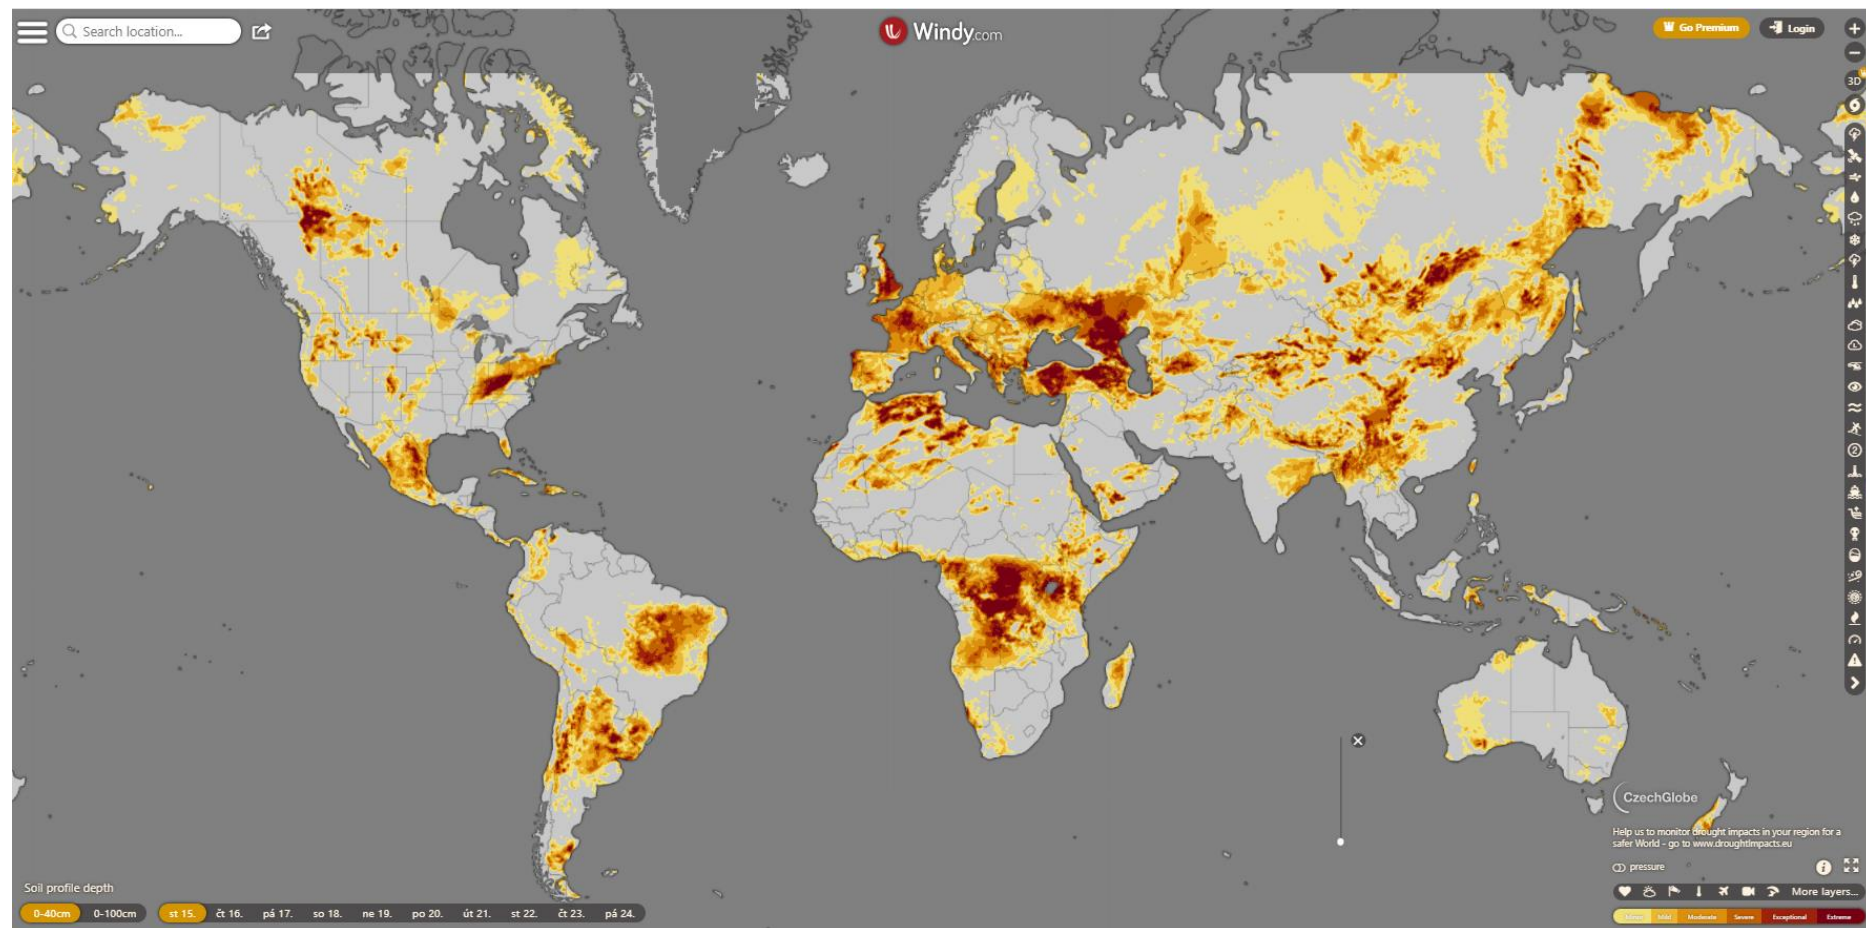 Search location...
Windy.com
Go Premium
Login
+
−
3D
CzechGlobe
Help us to monitor drought impacts in your region for a
safer World - go to www.droughtimpacts.eu
pressure
Soil profile depth
More layers...
0-40cm 0-100cm st 15. čt 16. pá 17. so 18. ne 19. po 20. út 21. st 22. čt 23. pá 24.
Mild Moderate Severe Exceptional Extreme